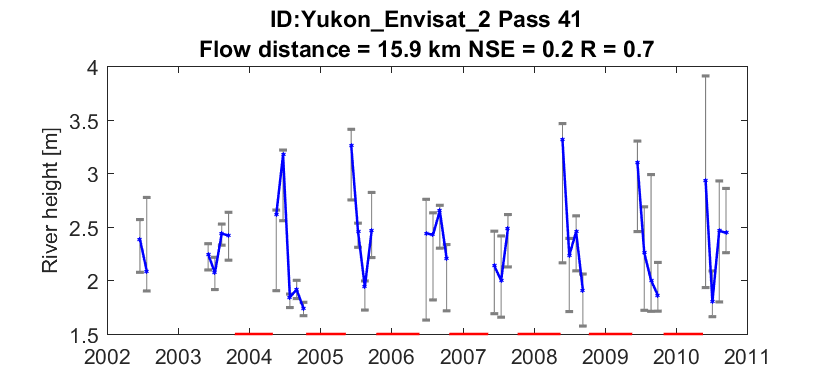 ID:Yukon_Envisat_2 Pass 41
Flow distance = 15.9 km NSE = 0.2 R = 0.7
River height [m]
4
3.5
3
2.5
2
1.5
2002 2003 2004 2005 2006 2007 2008 2009 2010 2011